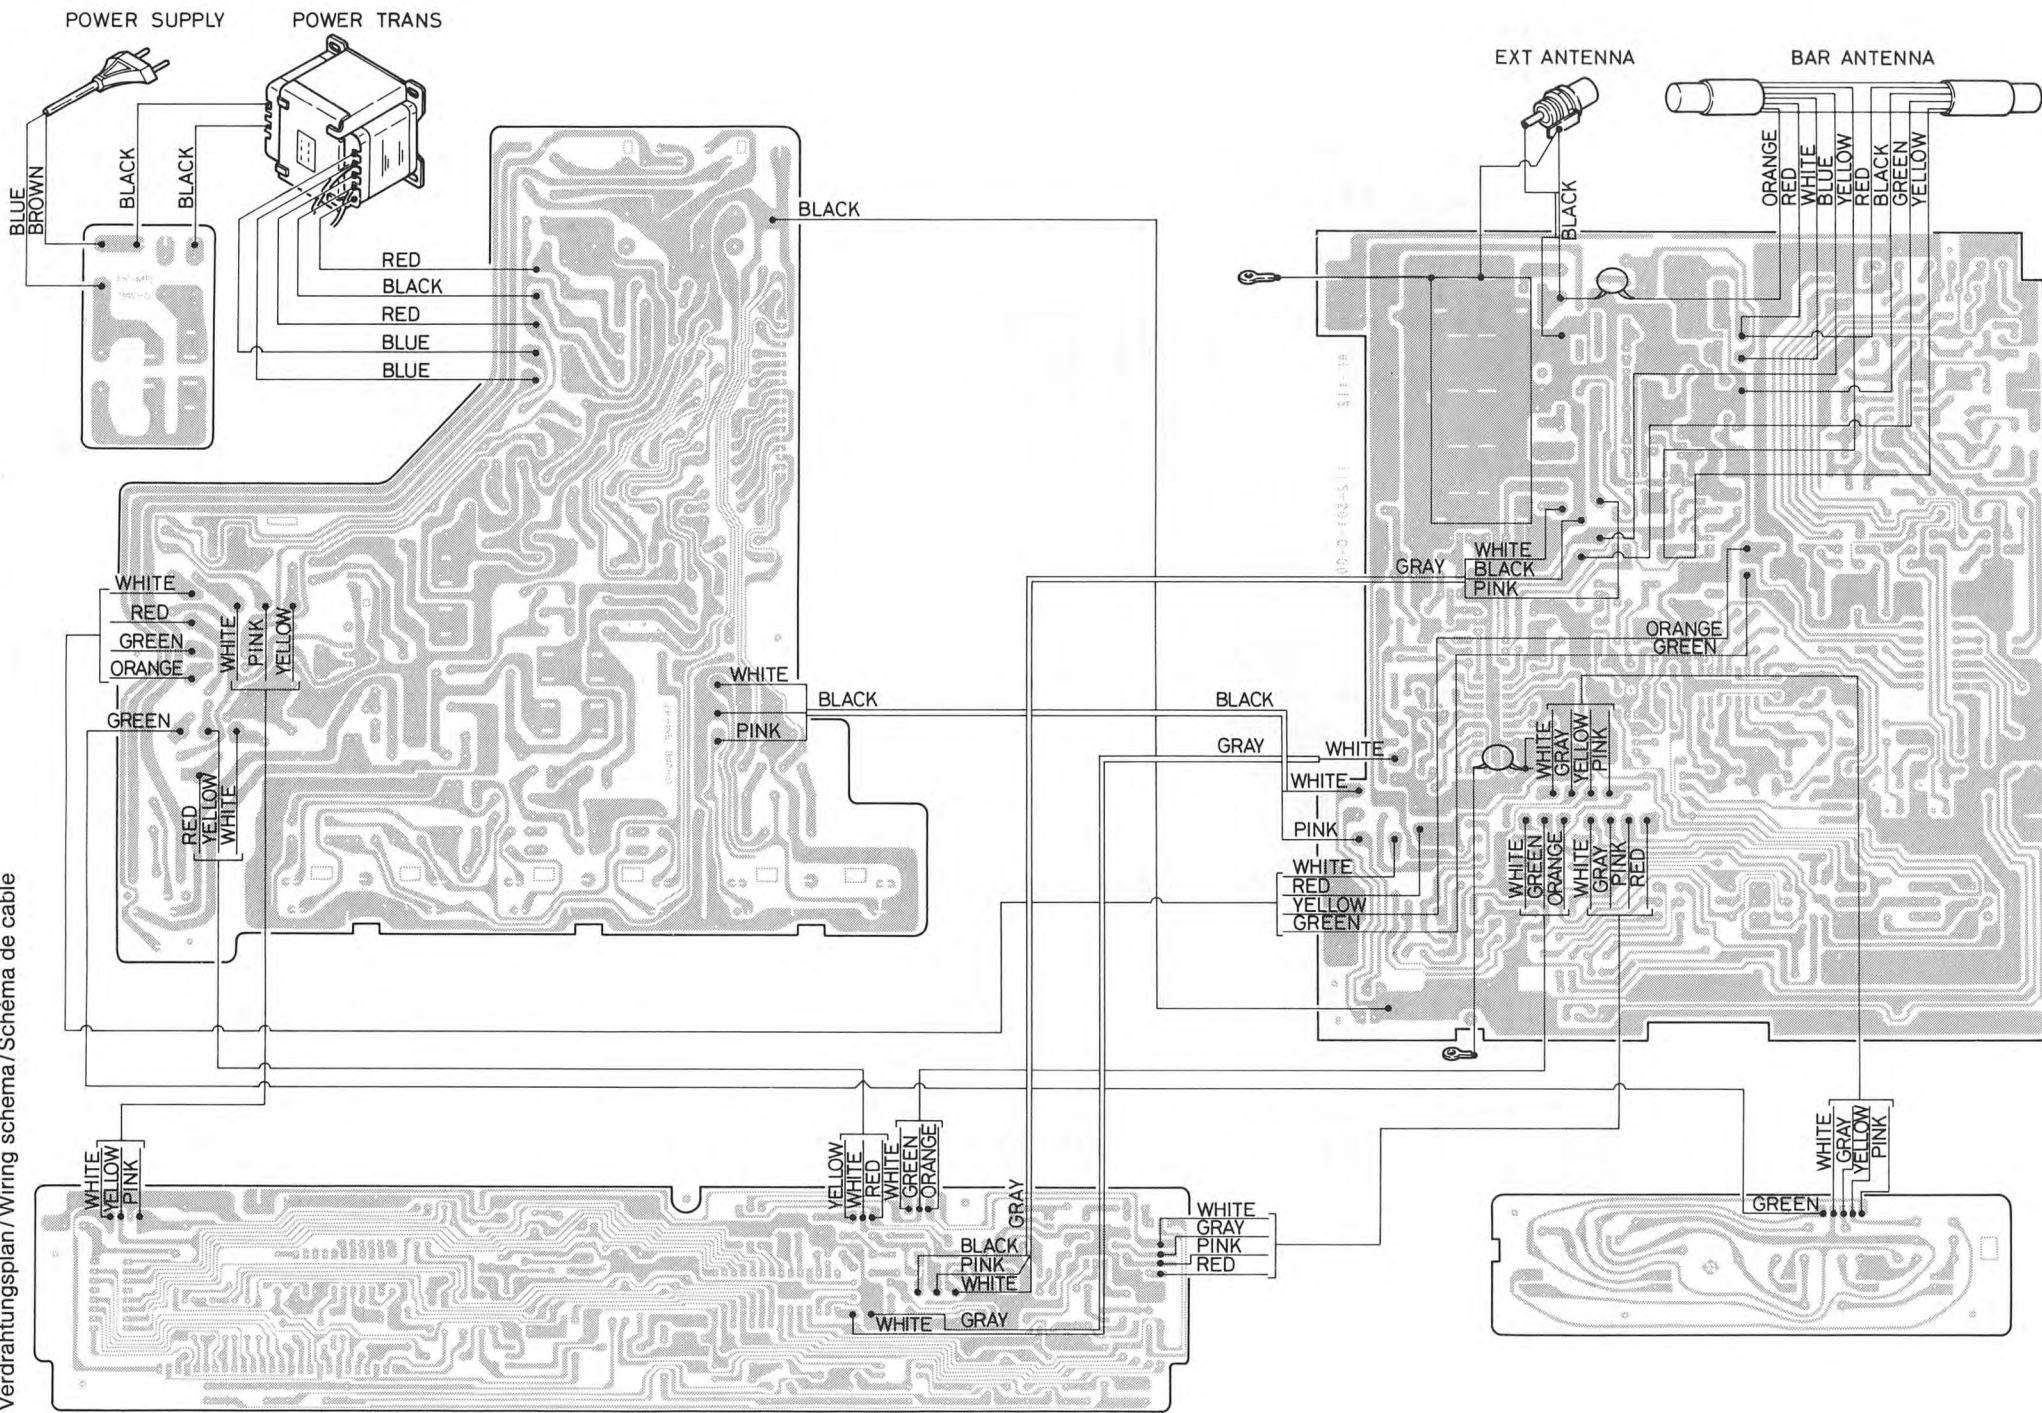 POWER SUPPLY
POWER TRANS
EXT ANTENNA
BAR ANTENNA
BLUE
BROWN
BLACK
BLACK
RED
BLACK
RED
BLUE
BLUE
BLACK
BLACK
ORANGE
RED
WHITE
BLUE
YELLOW
RED
BLACK
GREEN
YELLOW
WHITE
RED
GREEN
ORANGE
GREEN
WHITE
PINK
YELLOW
RED
YELLOW
WHITE
WHITE
BLACK
PINK
GRAY
WHITE
BLACK
PINK
ORANGE
GREEN
BLACK
GRAY
WHITE
WHITE
PINK
WHITE
RED
YELLOW
GREEN
WHITE
GRAY
YELLOW
PINK
WHITE
GREEN
ORANGE
WHITE
GRAY
PINK
RED
Verdrahtungsplan / Wiring schema / Schéma de cable
WHITE
YELLOW
PINK
YELLOW
WHITE
RED
WHITE
GREEN
ORANGE
GRAY
BLACK
PINK
WHITE
WHITE
GRAY
WHITE
GRAY
PINK
RED
WHITE
GRAY
YELLOW
PINK
GREEN